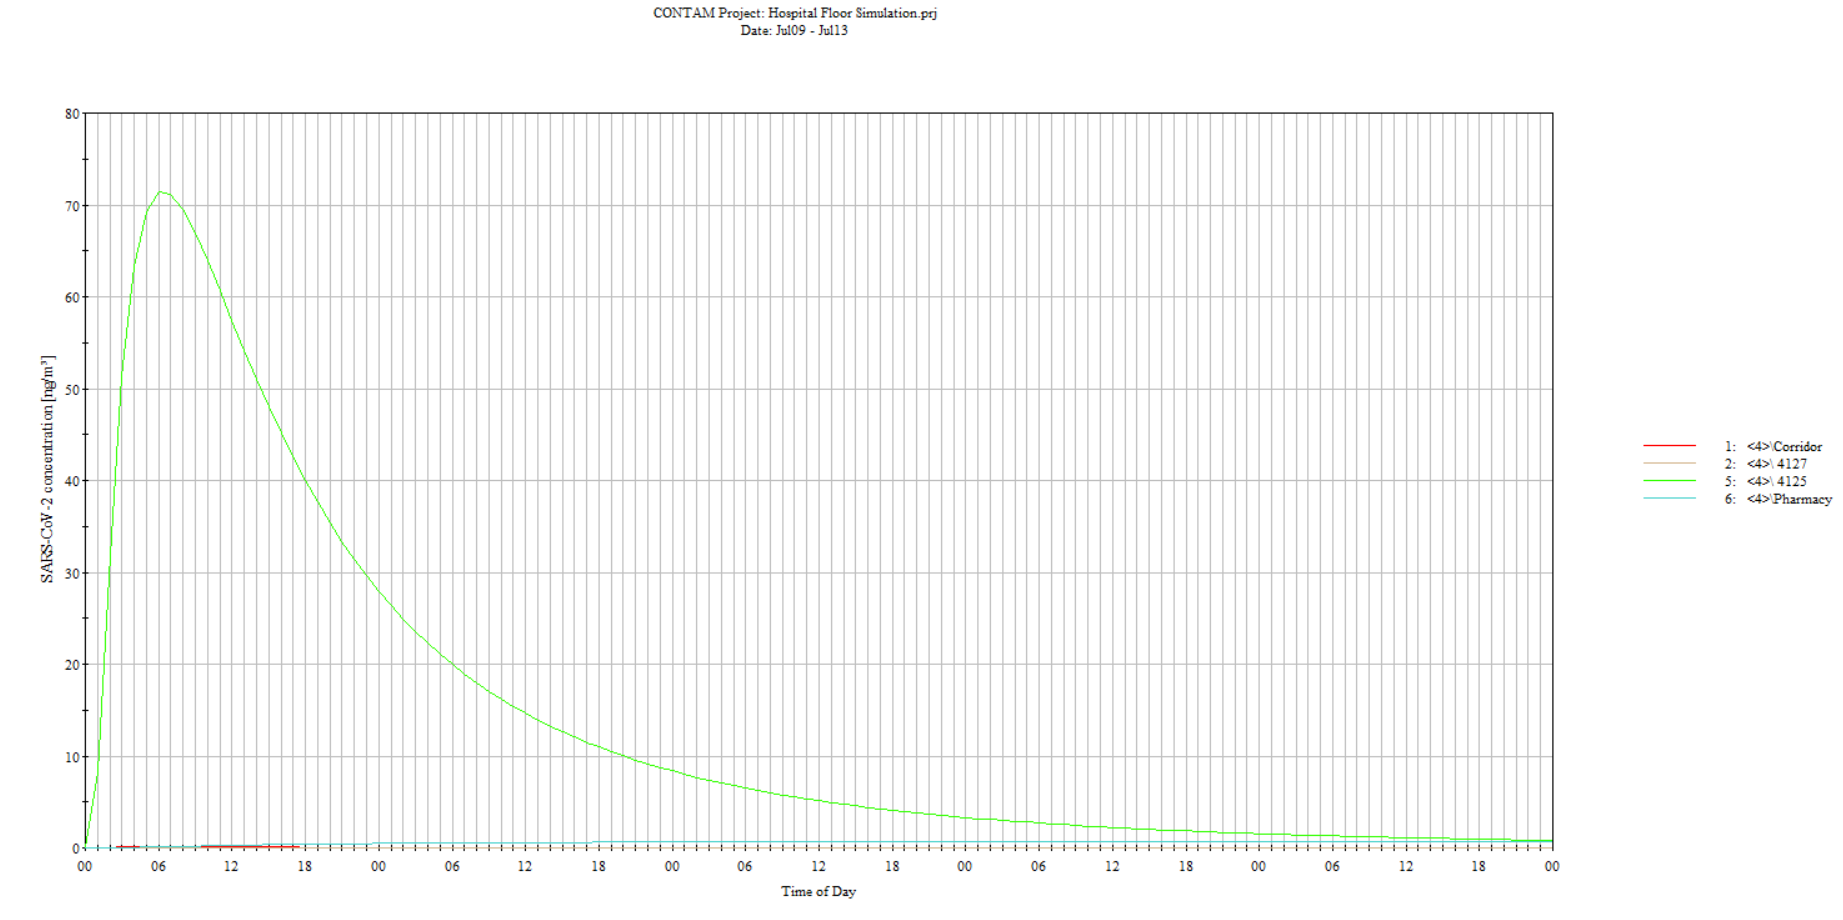 CONTAM Project: Hospital Floor Simulation.prj
Date: Jul09 - Jul13
SARS-CoV-2 concentration [ng/m³]
80
70
60
50
40
30
20
10
0
00 06 12 18 00 06 12 18 00 06 12 18 00 06 12 18 00 06 12 18 00
Time of Day
1: <4>\Corridor
2: <4>\ 4127
5: <4>\ 4125
6: <4>\Pharmacy